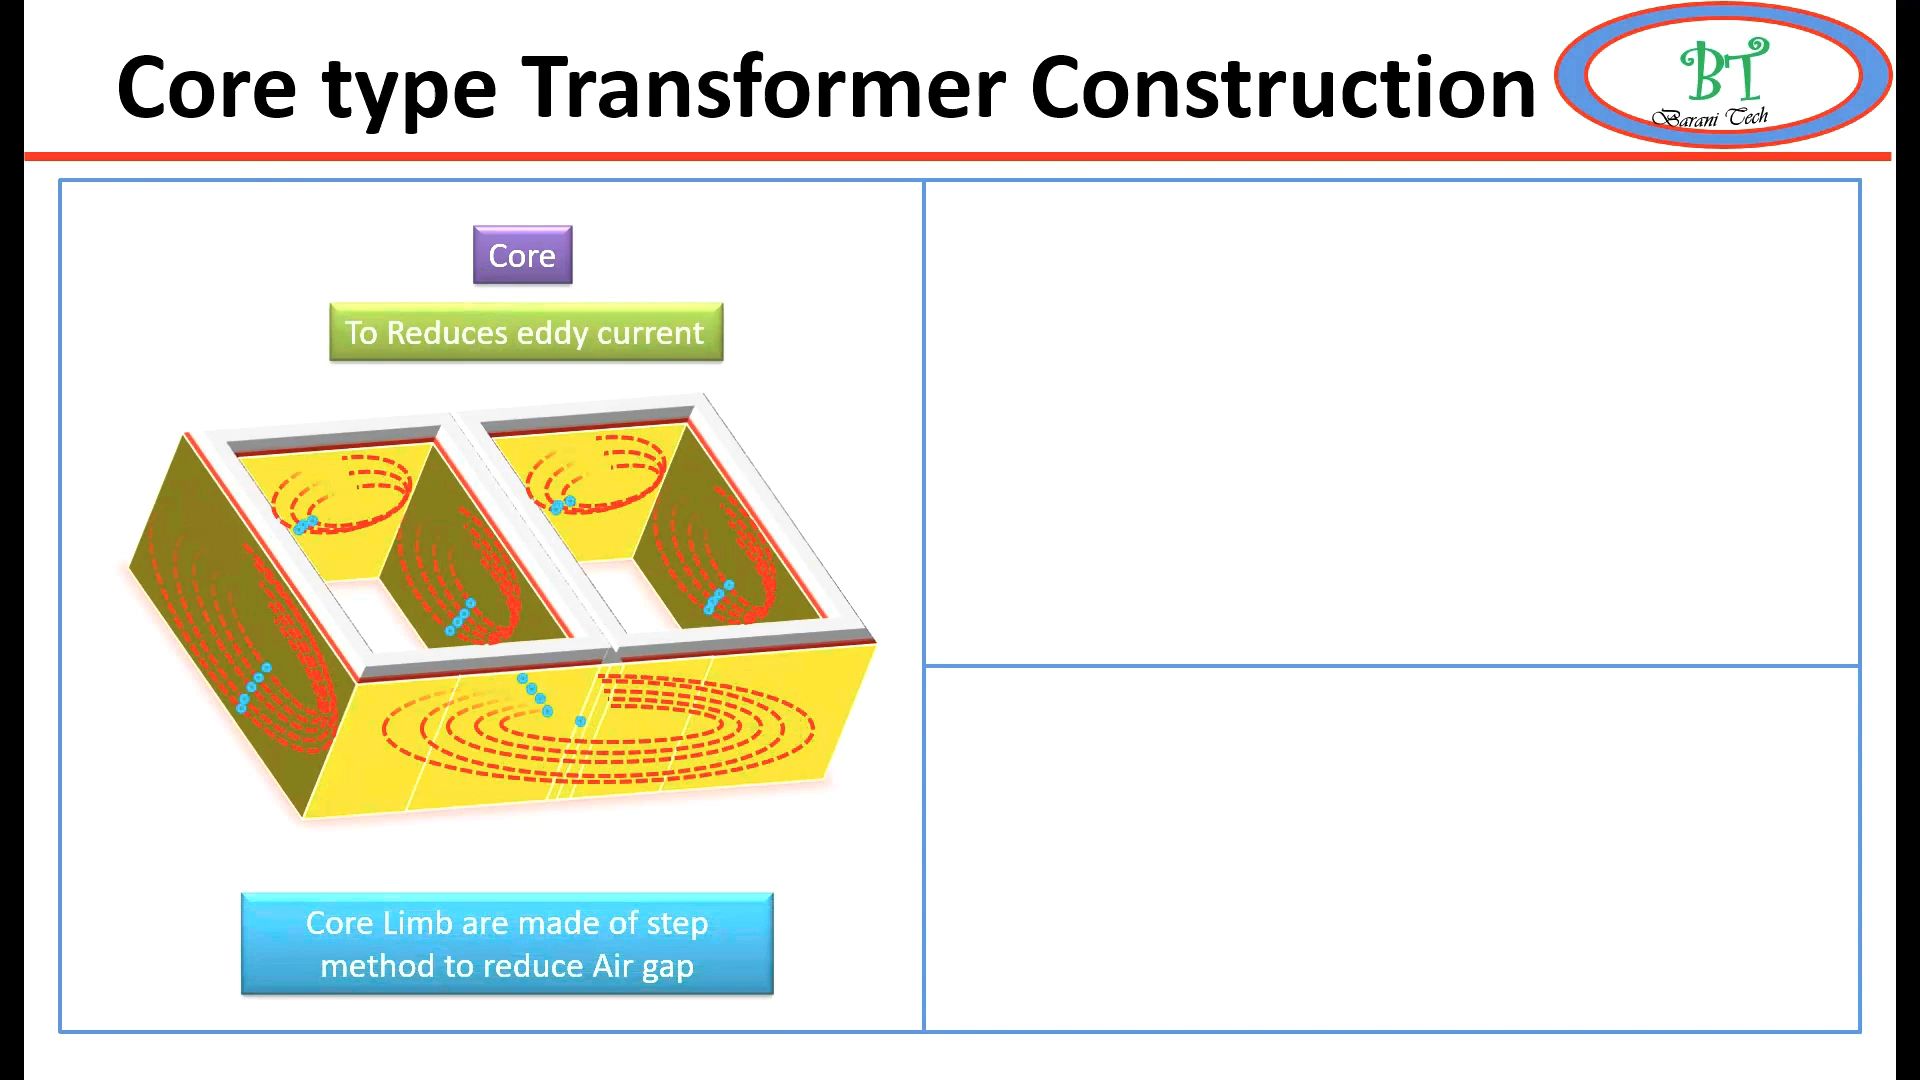 Core type Transformer Construction
BT
Barani Tech
Core
To Reduces eddy current
Core Limb are made of step
method to reduce Air gap